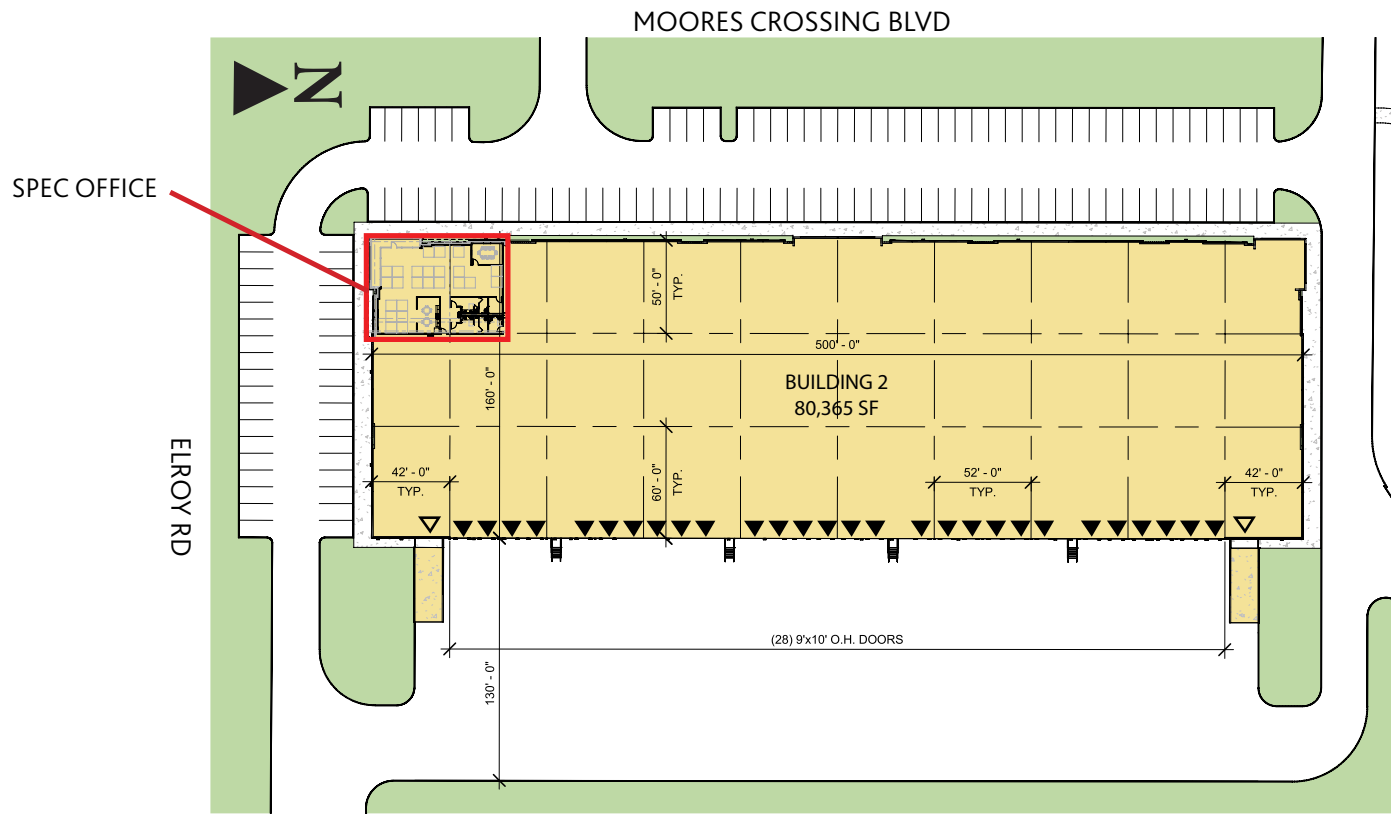 MOORES CROSSING BLVD
N
SPEC OFFICE
50' - 0"
TYP.
500' - 0"
160' - 0"
BUILDING 2
80,365 SF
ELROY RD
42' - 0"
TYP.
60' - 0"
TYP.
52' - 0"
TYP.
42' - 0"
TYP.
(28) 9'x10' O.H. DOORS
130' - 0"